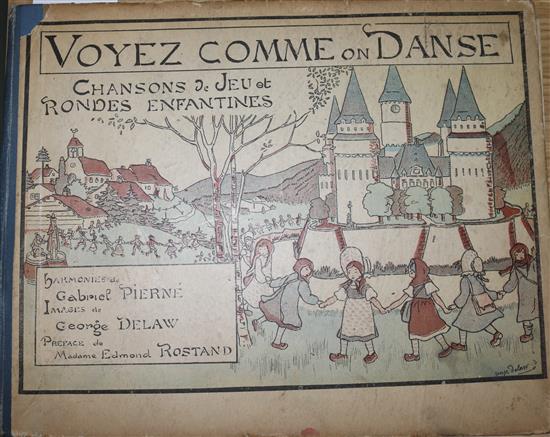 VOYEZ COMME ON DANSE
CHANSONS de JEU et
RONDES ENFANTINES
HARMONIES de
Gabriel PIERNÉ
IMAGES de
George DELAW
PRÉFACE de
Madame Edmond ROSTAND